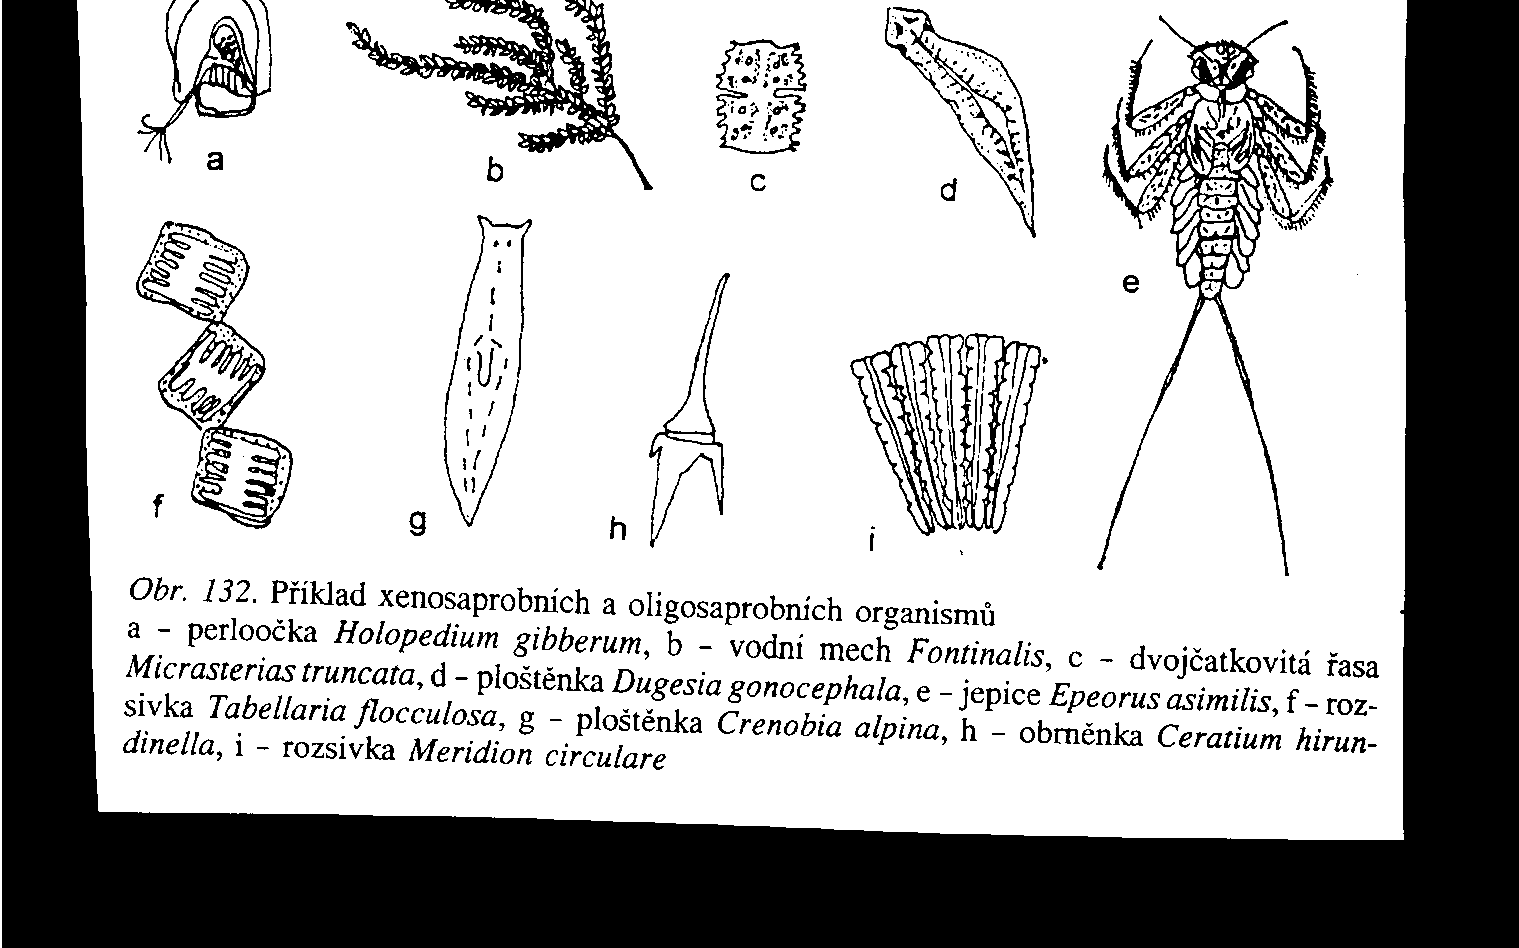 a
b
c
d
e
f
g
h
i
Obr. 132. Příklad xenosaprobních a oligosaprobních organismů
a – perloočka Holopedium gibberum, b – vodní mech Fontinalis, c – dvojčatkovitá řasa
Micrasterias truncata, d – ploštěnka Dugesia gonocephala, e – jepice Epeorus asimilis, f – roz-
sivka Tabellaria flocculosa, g – ploštěnka Crenobia alpina, h – obrněnka Ceratium hirun-
dinella, i – rozsivka Meridion circulare